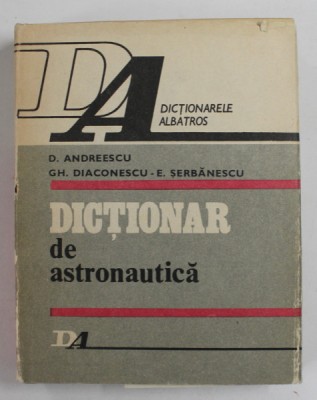 DA
DICȚIONARELE
ALBATROS
D. ANDREESCU
GH. DIACONESCU - E. ȘERBĂNESCU
DICȚIONAR
de
astronautică
DA